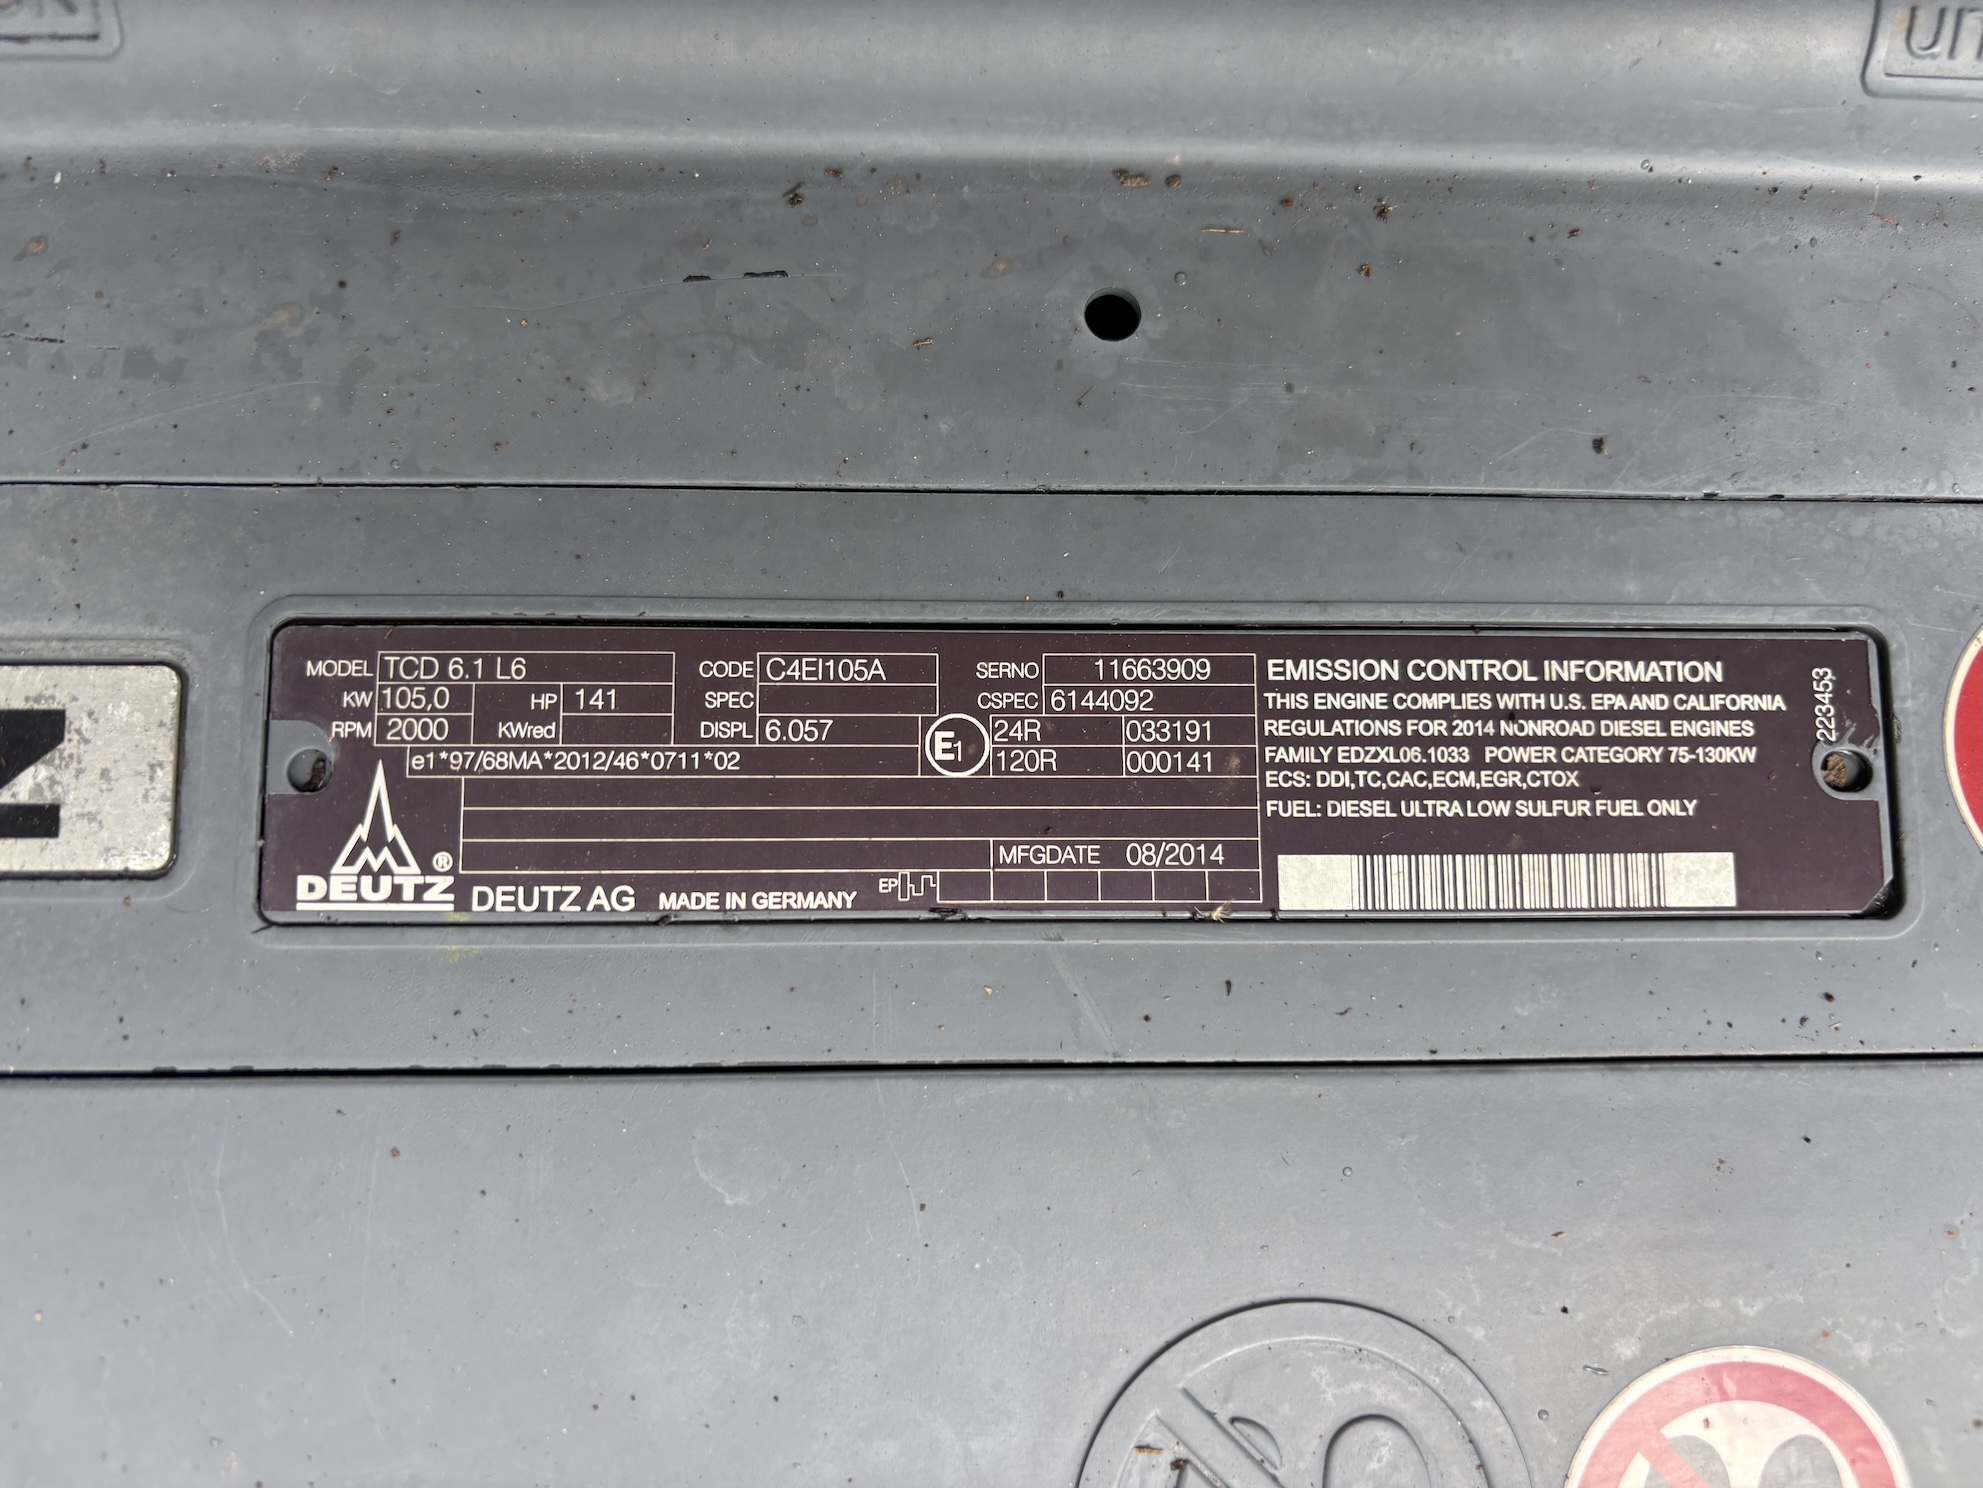 MODEL TCD 6.1 L6 CODE C4EI105A SERNO 11663909
KW 105,0 HP 141 SPEC CSPEC 6144092
RPM 2000 KWred DISPL 6.057 E1 24R 033191
e1*97/68MA*2012/46*0711*02 120R 000141
MFGDATE 08/2014
DEUTZ ® DEUTZ AG MADE IN GERMANY EP
EMISSION CONTROL INFORMATION
THIS ENGINE COMPLIES WITH U.S. EPA AND CALIFORNIA
REGULATIONS FOR 2014 NONROAD DIESEL ENGINES
FAMILY EDZXL06.1033 POWER CATEGORY 75-130KW
ECS: DDI,TC,CAC,ECM,EGR,CTOX
FUEL: DIESEL ULTRA LOW SULFUR FUEL ONLY
223453